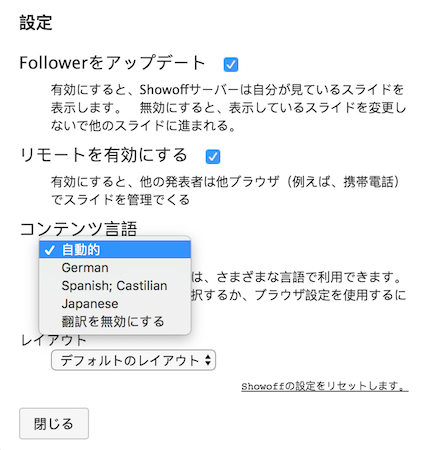 設定
Followerをアップデート
有効にすると、Showoffサーバーは自分が見ているスライドを
表示します。　無効にすると、表示しているスライドを変更し
ないで他のスライドに進まれる。
リモートを有効にする
有効にすると、他の発表者は他ブラウザ（例えば、携帯電話）
でスライドを管理でくる
コンテンツ言語
自動的
German
Spanish; Castilian
は、さまざまな言語で利用できます。
Japanese
択するか、ブラウザ設定を使用するに
翻訳を無効にする
レイアウト
デフォルトのレイアウト
Showoffの設定をリセットします。
閉じる